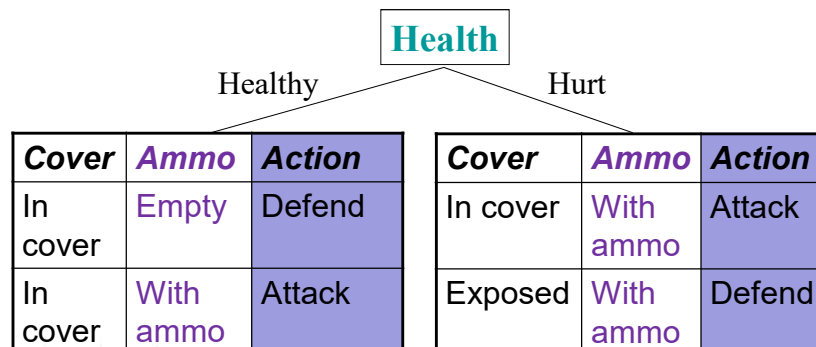 Health
Healthy
Hurt
Cover Ammo Action
In cover Empty Defend
In cover With ammo Attack
Cover Ammo Action
In cover With ammo Attack
Exposed With ammo Defend